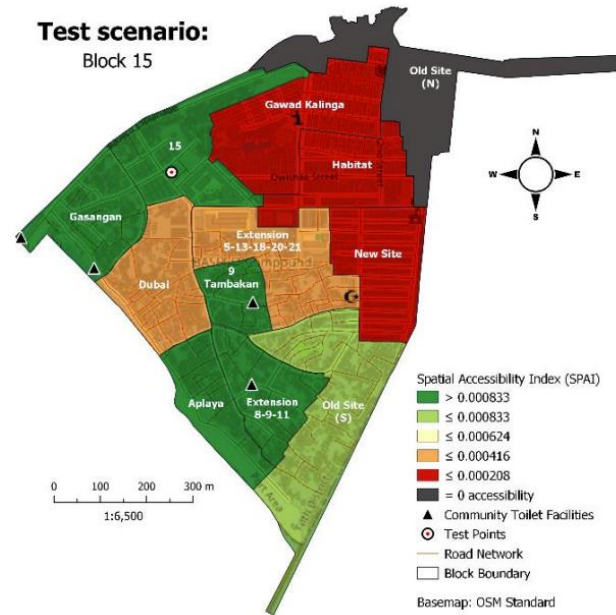 Test scenario:
Block 15
Old Site
(N)
Gawad Kalinga
15
Habitat
N
W
E
S
Gasangan
Extension
5-13-18-20-21
New Site
Dubai
9
Tambakan
Aplaya
Extension
8-9-11
Old Site
(S)
0 100 200 300 m
1:6,500
Spatial Accessibility Index (SPAI)
> 0.000833
≤ 0.000833
≤ 0.000624
≤ 0.000416
≤ 0.000208
= 0 accessibility
Community Toilet Facilities
Test Points
Road Network
Block Boundary
Basemap: OSM Standard